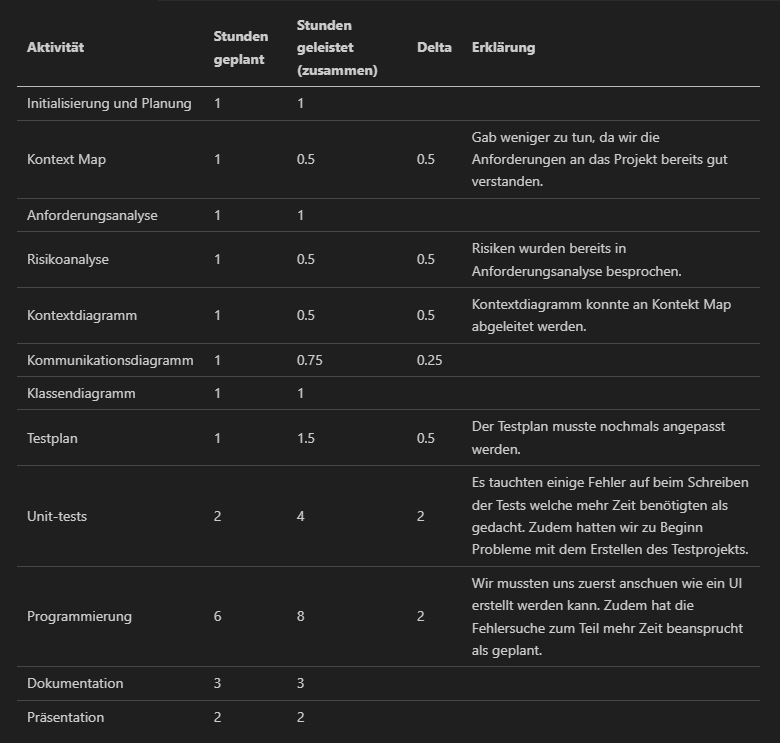 Aktivität Stunden geplant Stunden geleistet (zusammen) Delta Erklärung
Initialisierung und Planung 1 1
Kontext Map 1 0.5 0.5 Gab weniger zu tun, da wir die
Anforderungen an das Projekt bereits gut
verstanden.
Anforderungsanalyse 1 1
Risikoanalyse 1 0.5 0.5 Risiken wurden bereits in
Anforderungsanalyse besprochen.
Kontextdiagramm 1 0.5 0.5 Kontextdiagramm konnte an Kontekt Map
abgeleitet werden.
Kommunikationsdiagramm 1 0.75 0.25
Klassendiagramm 1 1
Testplan 1 1.5 0.5 Der Testplan musste nochmals angepasst
werden.
Unit-tests 2 4 2 Es tauchten einige Fehler auf beim Schreiben
der Tests welche mehr Zeit benötigten als
gedacht. Zudem hatten wir zu Beginn
Probleme mit dem Erstellen des Testprojekts.
Programmierung 6 8 2 Wir mussten uns zuerst anschuen wie ein UI
erstellt werden kann. Zudem hat die
Fehlersuche zum Teil mehr Zeit beansprucht
als geplant.
Dokumentation 3 3
Präsentation 2 2